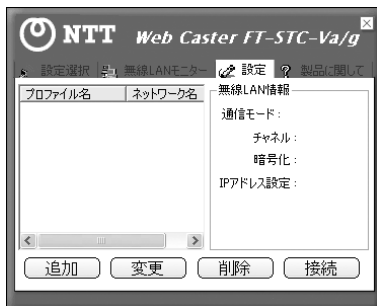 NTT Web Caster FT-STC-Va/g
設定選択 無線LANモニター 設定 製品に関して
プロファイル名 ネットワーク名
無線LAN情報
通信モード：
チャネル：
暗号化：
IPアドレス設定：
追加 変更 削除 接続